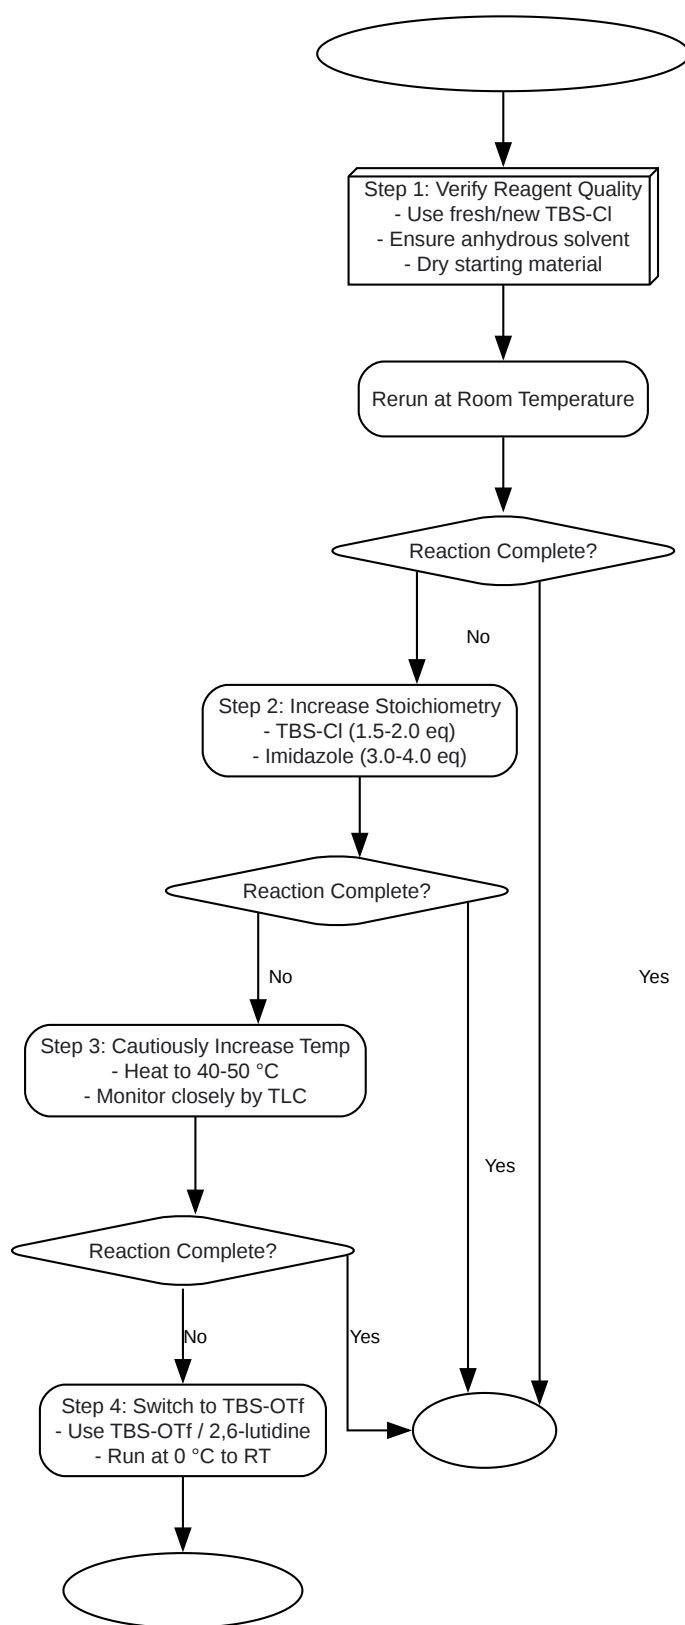 Step 1: Verify Reagent Quality
- Use fresh/new TBS-Cl
- Ensure anhydrous solvent
- Dry starting material
Rerun at Room Temperature
Reaction Complete?
No
Step 2: Increase Stoichiometry
- TBS-Cl (1.5-2.0 eq)
- Imidazole (3.0-4.0 eq)
Reaction Complete?
No
Yes
Step 3: Cautiously Increase Temp
- Heat to 40-50 °C
- Monitor closely by TLC
Yes
Reaction Complete?
No
Yes
Step 4: Switch to TBS-OTf
- Use TBS-OTf / 2,6-lutidine
- Run at 0 °C to RT